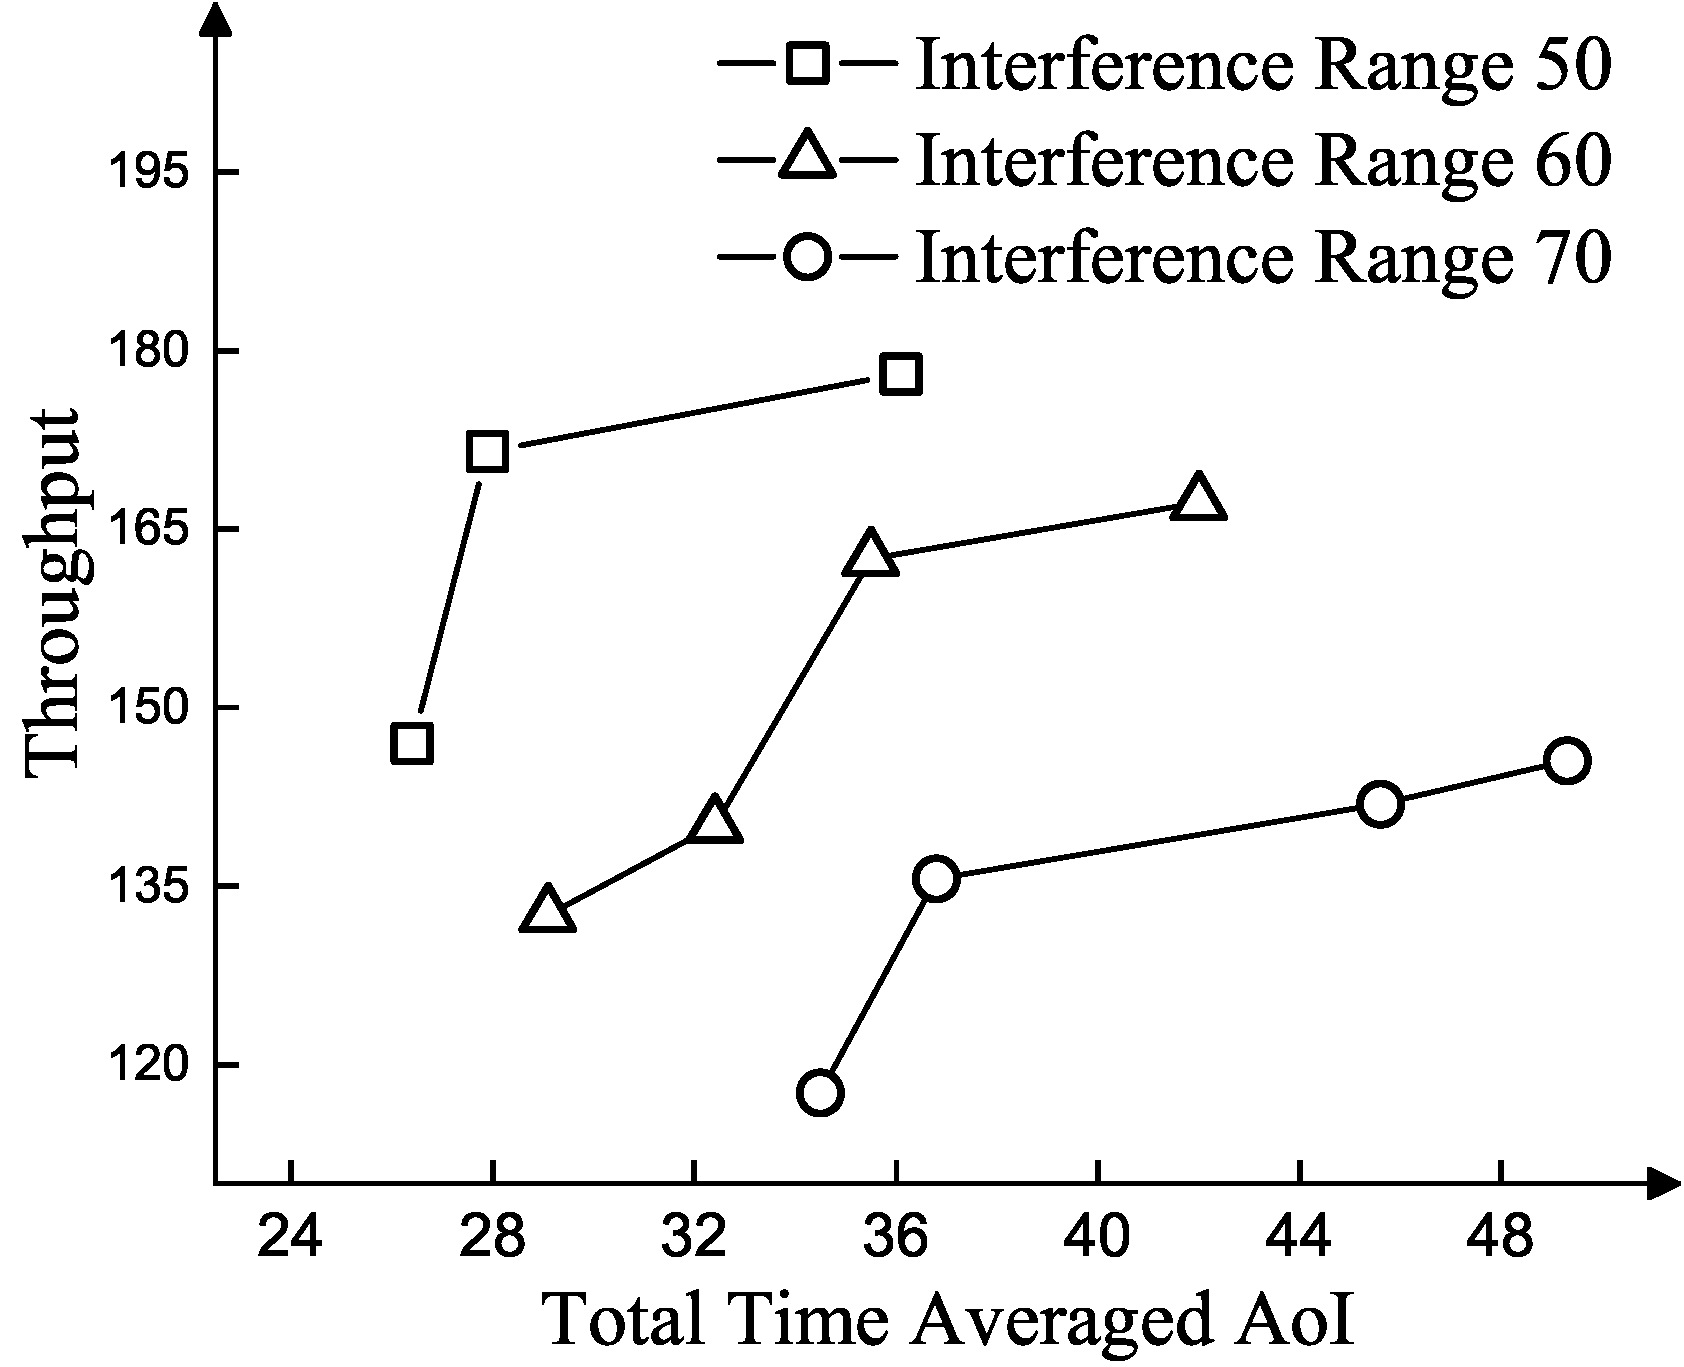 Interference Range 50
Interference Range 60
Interference Range 70
195
180
165
150
135
120
Throughput
24 28 32 36 40 44 48
Total Time Averaged AoI